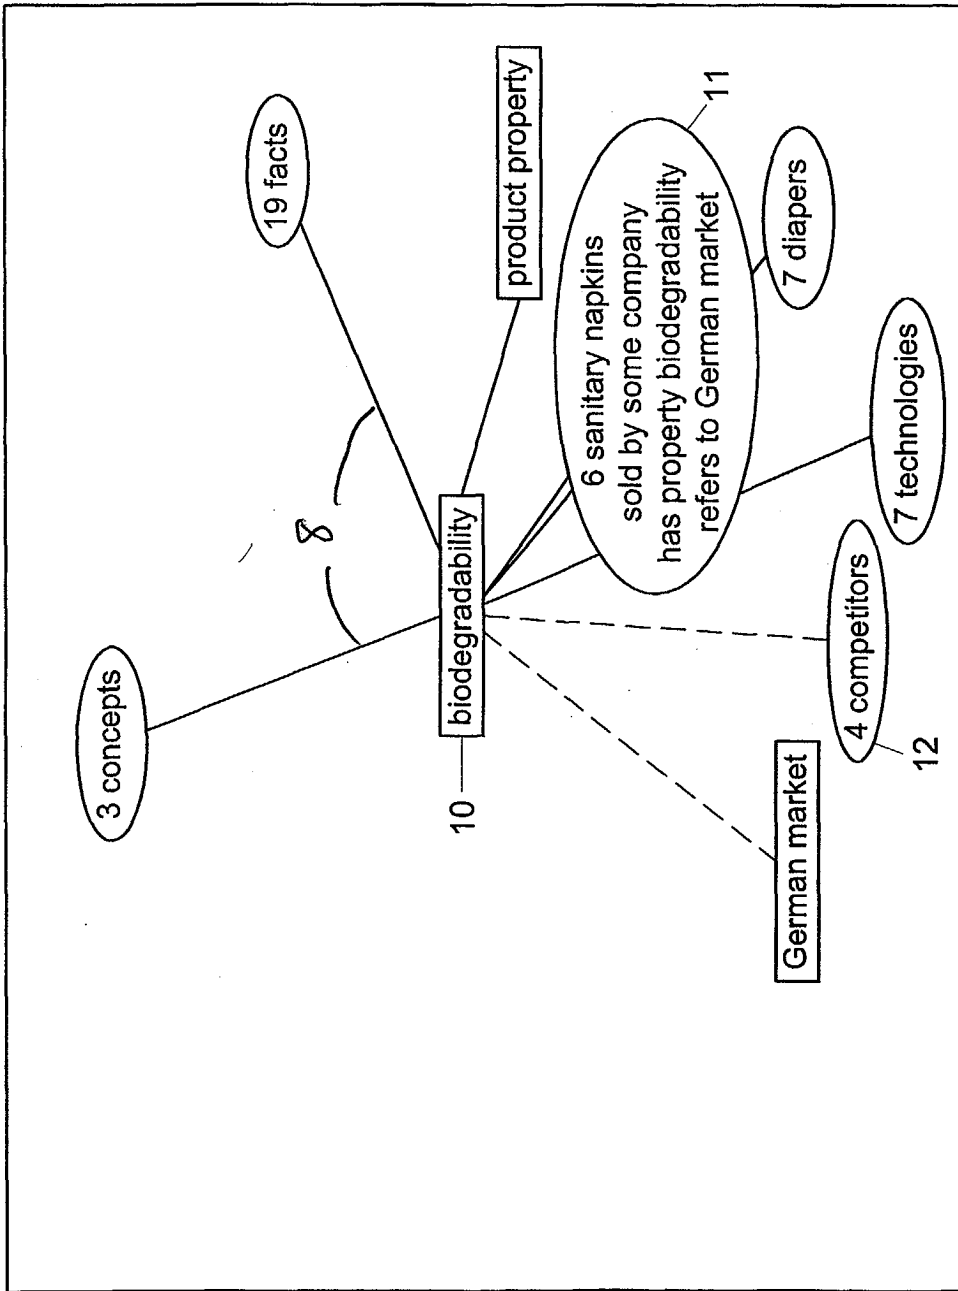 3 concepts
19 facts
8
product property
10
biodegradability
11
6 sanitary napkins
sold by some company
has property biodegradability
refers to German market
7 diapers
7 technologies
4 competitors
12
German market